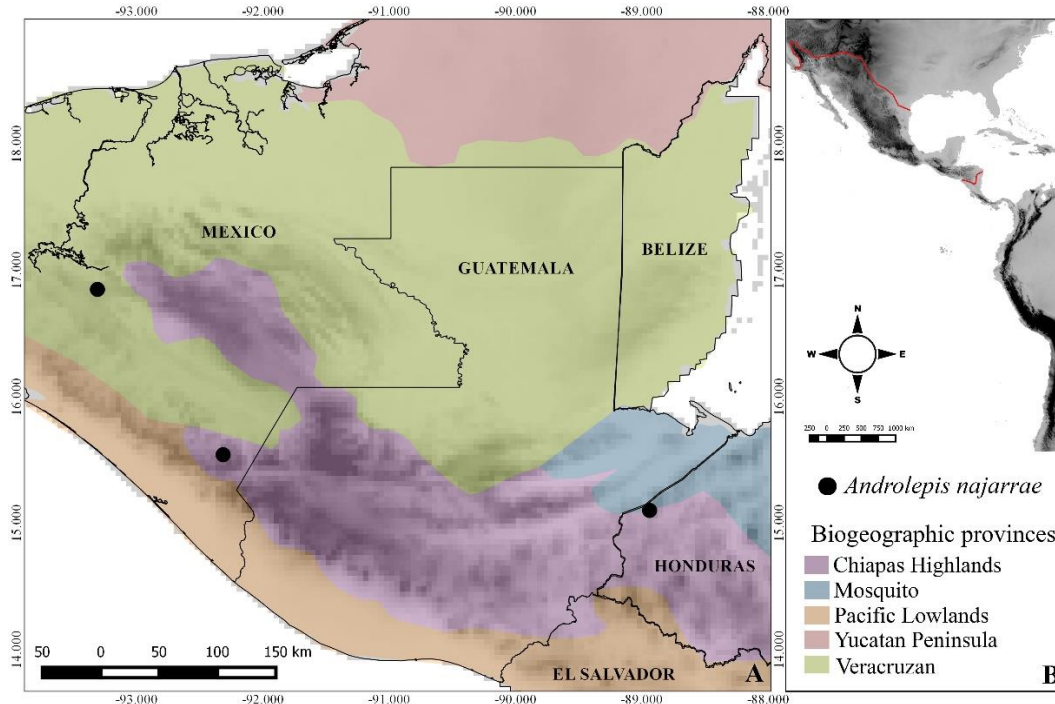 -93.000 -92.000 -91.000 -90.000 -89.000 -88.000
18.000 18.000
MEXICO
GUATEMALA
BELIZE
17.000 17.000
16.000 16.000
15.000 15.000
HONDURAS
14.000 14.000
EL SALVADOR
50 0 50 100 150 km
A
-93.000 -92.000 -91.000 -90.000 -89.000 -88.000
N
W E
S
250 0 250 500 750 1000 km
Androlepis najarrae
Biogeographic provinces
Chiapas Highlands
Mosquito
Pacific Lowlands
Yucatan Peninsula
Veracruzan
B